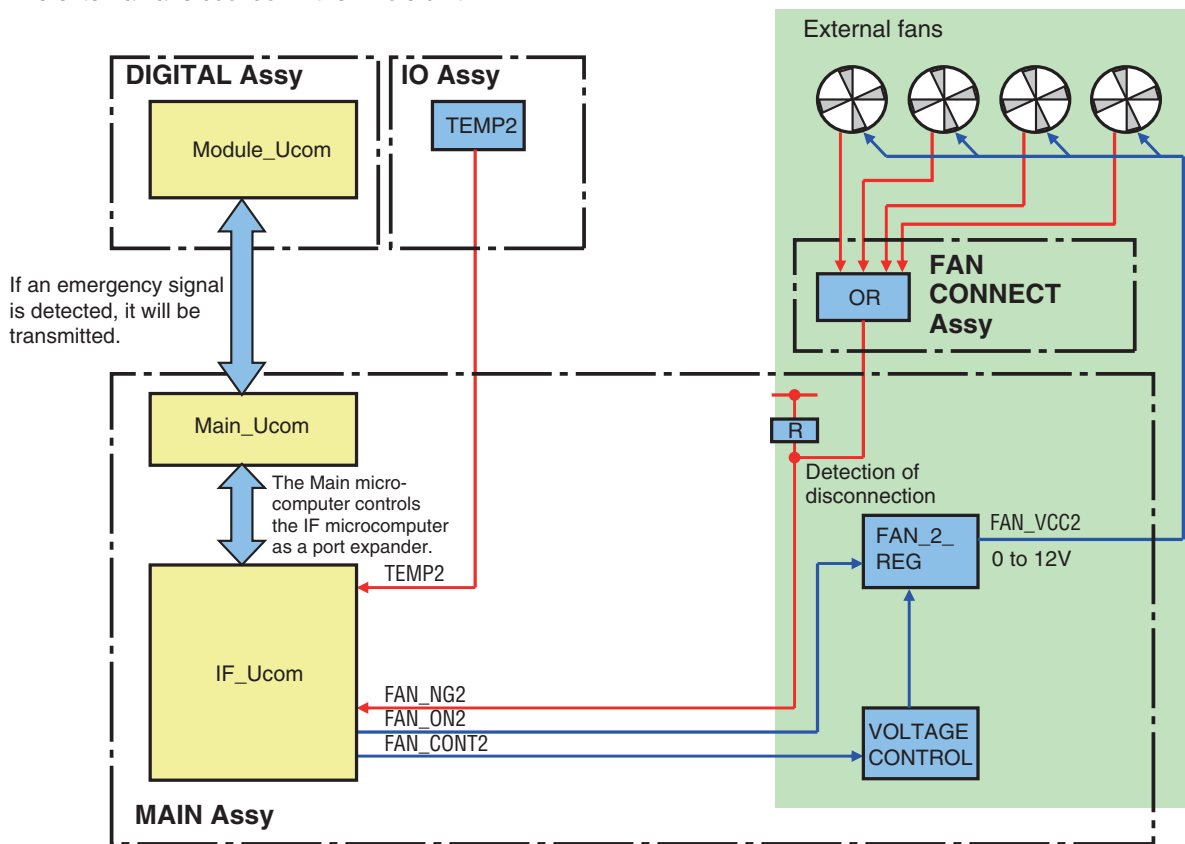 External fans
DIGITAL Assy
IO Assy
Module_Ucom
TEMP2
If an emergency signal
is detected, it will be
transmitted.
FAN
CONNECT
Assy
OR
Main_Ucom
R
The Main micro-
computer controls
the IF microcomputer
as a port expander.
Detection of
disconnection
FAN_2_
REG
FAN_VCC2
0 to 12V
TEMP2
IF_Ucom
FAN_NG2
FAN_ON2
FAN_CONT2
VOLTAGE
CONTROL
MAIN Assy